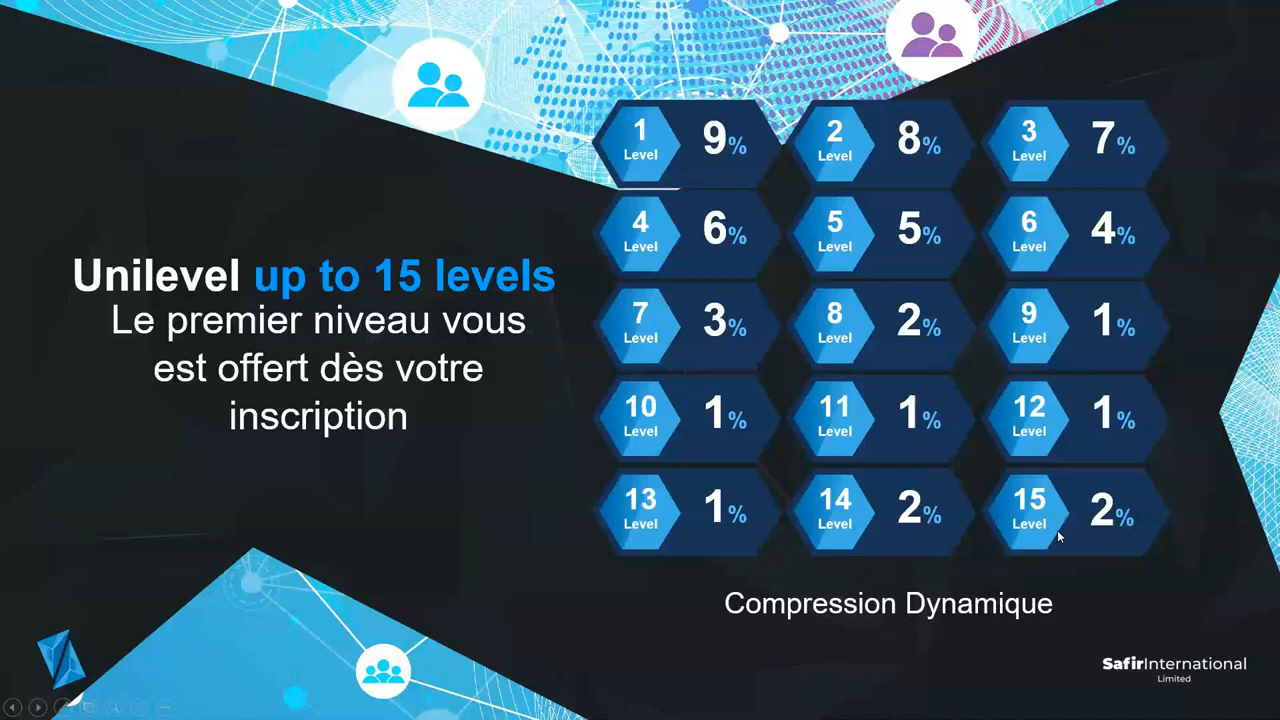 Unilevel up to 15 levels
Le premier niveau vous
est offert dès votre
inscription
1 Level 9%
2 Level 8%
3 Level 7%
4 Level 6%
5 Level 5%
6 Level 4%
7 Level 3%
8 Level 2%
9 Level 1%
10 Level 1%
11 Level 1%
12 Level 1%
13 Level 1%
14 Level 2%
15 Level 2%
Compression Dynamique
SafirInternational
Limited